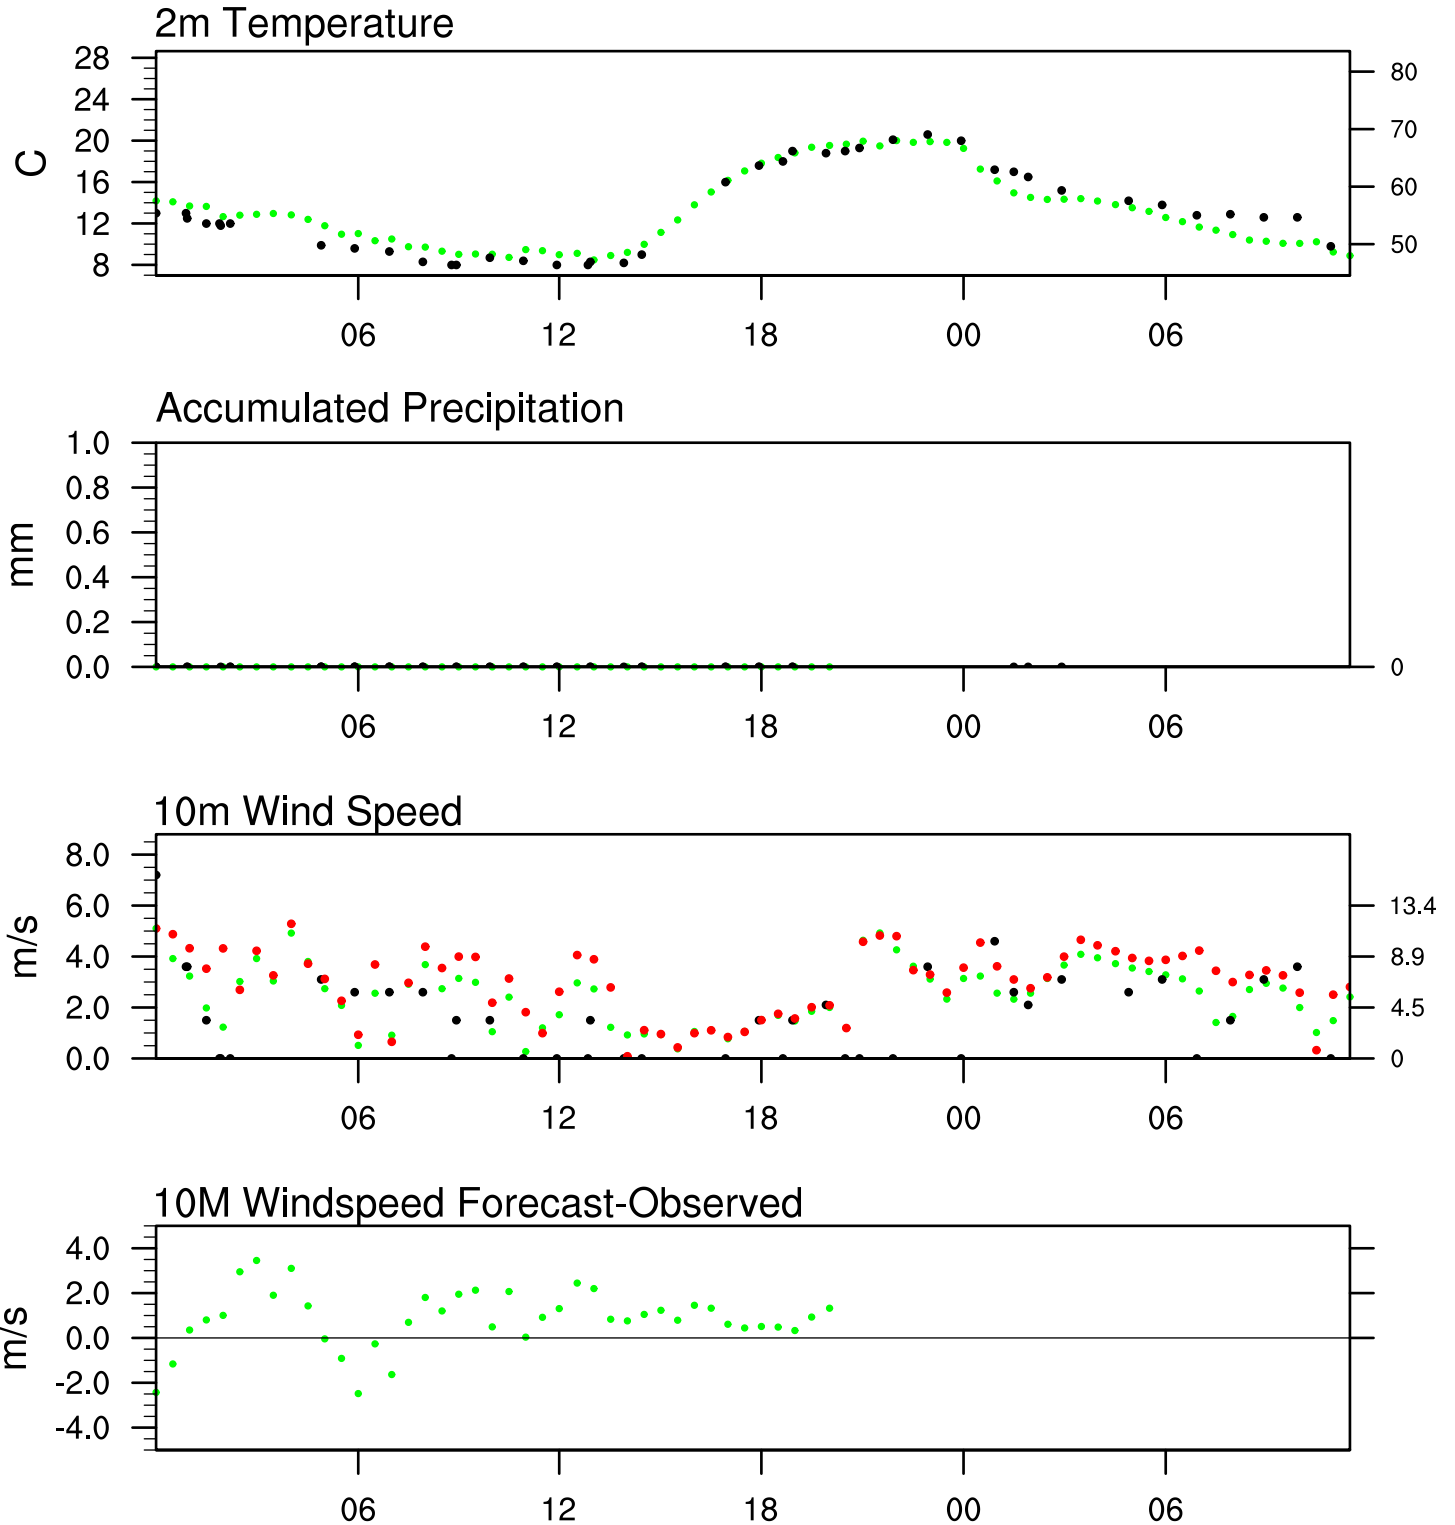 2m Temperature
28
24
20
16
12
8
C
80
70
60
50
06 12 18 00 06
Accumulated Precipitation
1.0
0.8
0.6
0.4
0.2
0.0
mm
0
06 12 18 00 06
10m Wind Speed
8.0
6.0
4.0
2.0
0.0
m/s
13.4
8.9
4.5
0
06 12 18 00 06
10M Windspeed Forecast-Observed
4.0
2.0
0.0
-2.0
-4.0
m/s
06 12 18 00 06